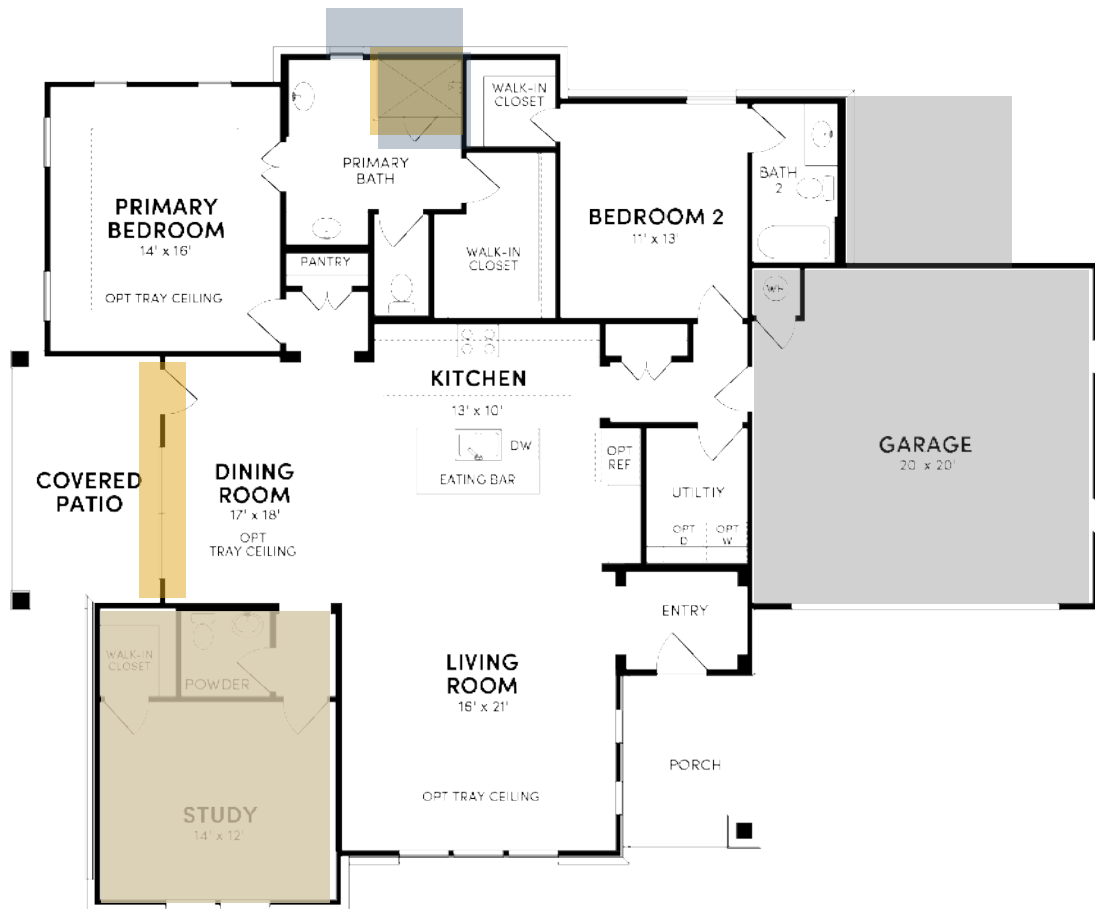 WALK-IN
CLOSET
PRIMARY
BATH
BATH
2
PRIMARY
BEDROOM
14' x 16'
OPT TRAY CEILING
BEDROOM 2
11' x 13'
WALK-IN
CLOSET
PANTRY
WH
KITCHEN
13' x 10'
DW
EATING BAR
OPT
REF
GARAGE
20' x 20'
COVERED
PATIO
DINING
ROOM
17' x 18'
OPT
TRAY CEILING
UTILTIY
OPT
D
OPT
W
ENTRY
WALK-IN
CLOSET
POWDER
LIVING
ROOM
16' x 21'
OPT TRAY CEILING
PORCH
STUDY
14' x 12'